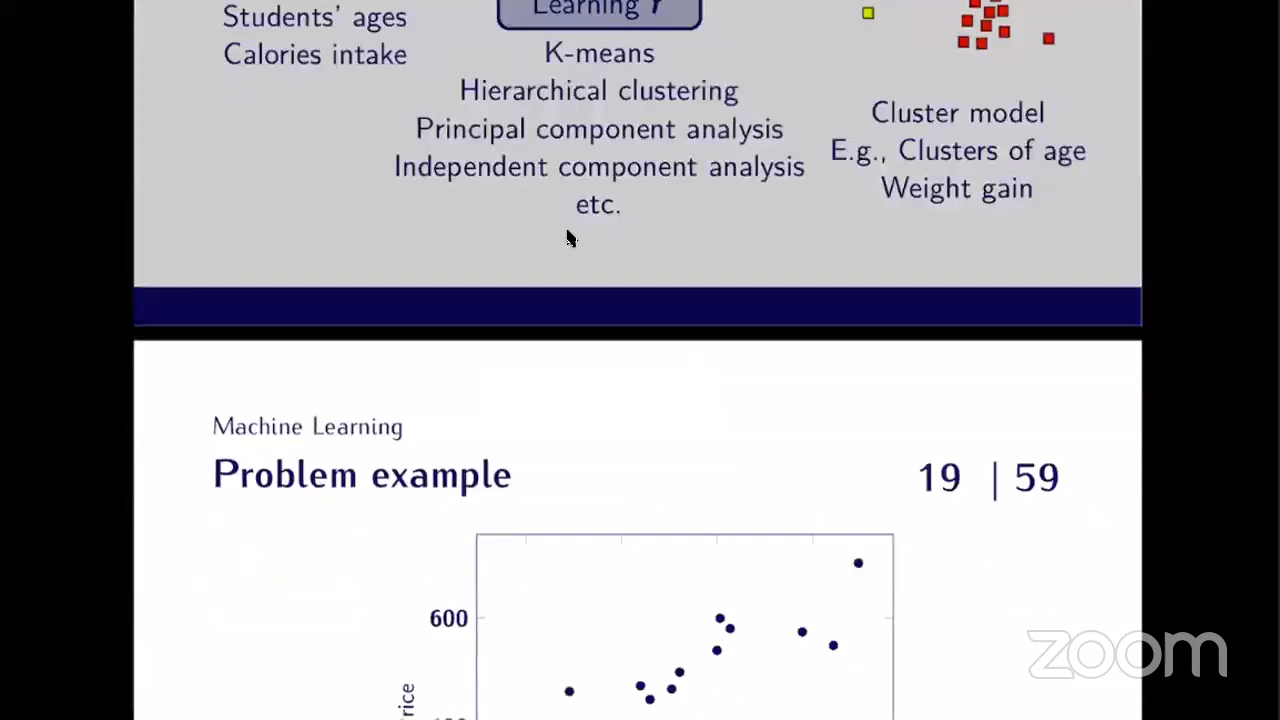 Students' ages
Calories intake
Learning f
K-means
Hierarchical clustering
Principal component analysis
Independent component analysis
etc.
Cluster model
E.g., Clusters of age
Weight gain
Machine Learning
Problem example
19 | 59
600
zoom